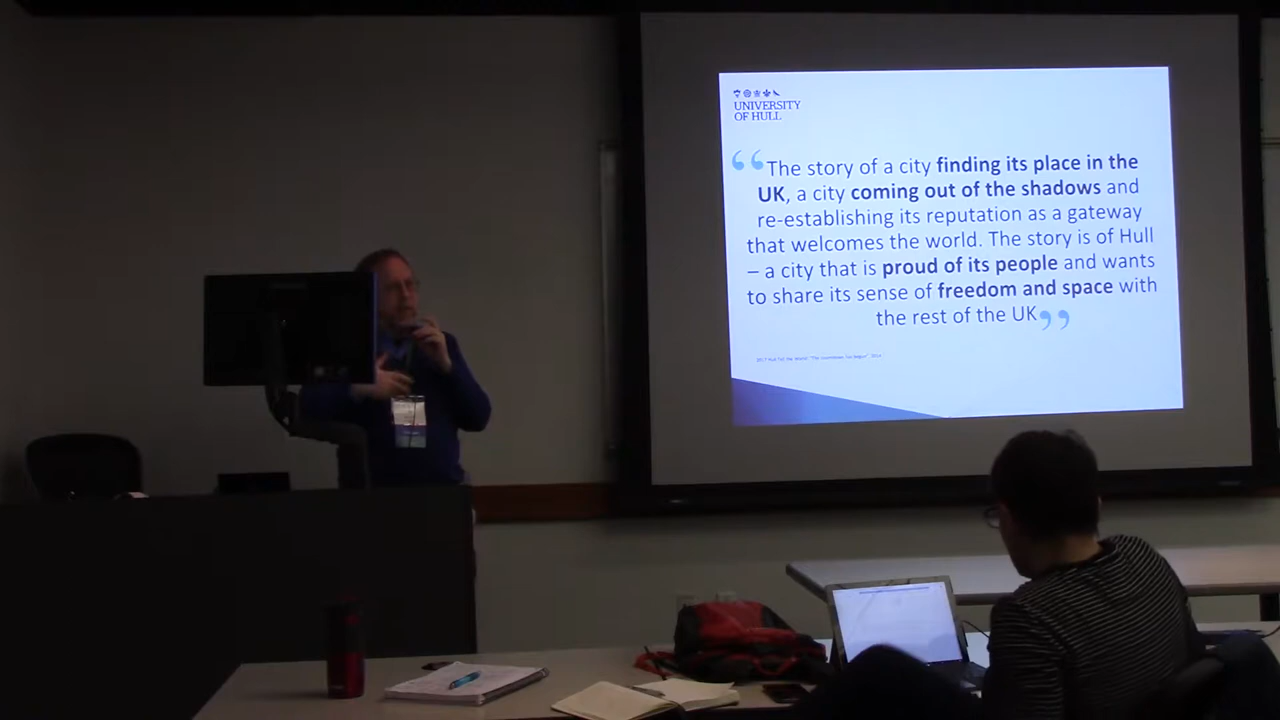 UNIVERSITY
OF HULL
“The story of a city finding its place in the
UK, a city coming out of the shadows and
re-establishing its reputation as a gateway
that welcomes the world. The story is of Hull
– a city that is proud of its people and wants
to share its sense of freedom and space with
the rest of the UK”